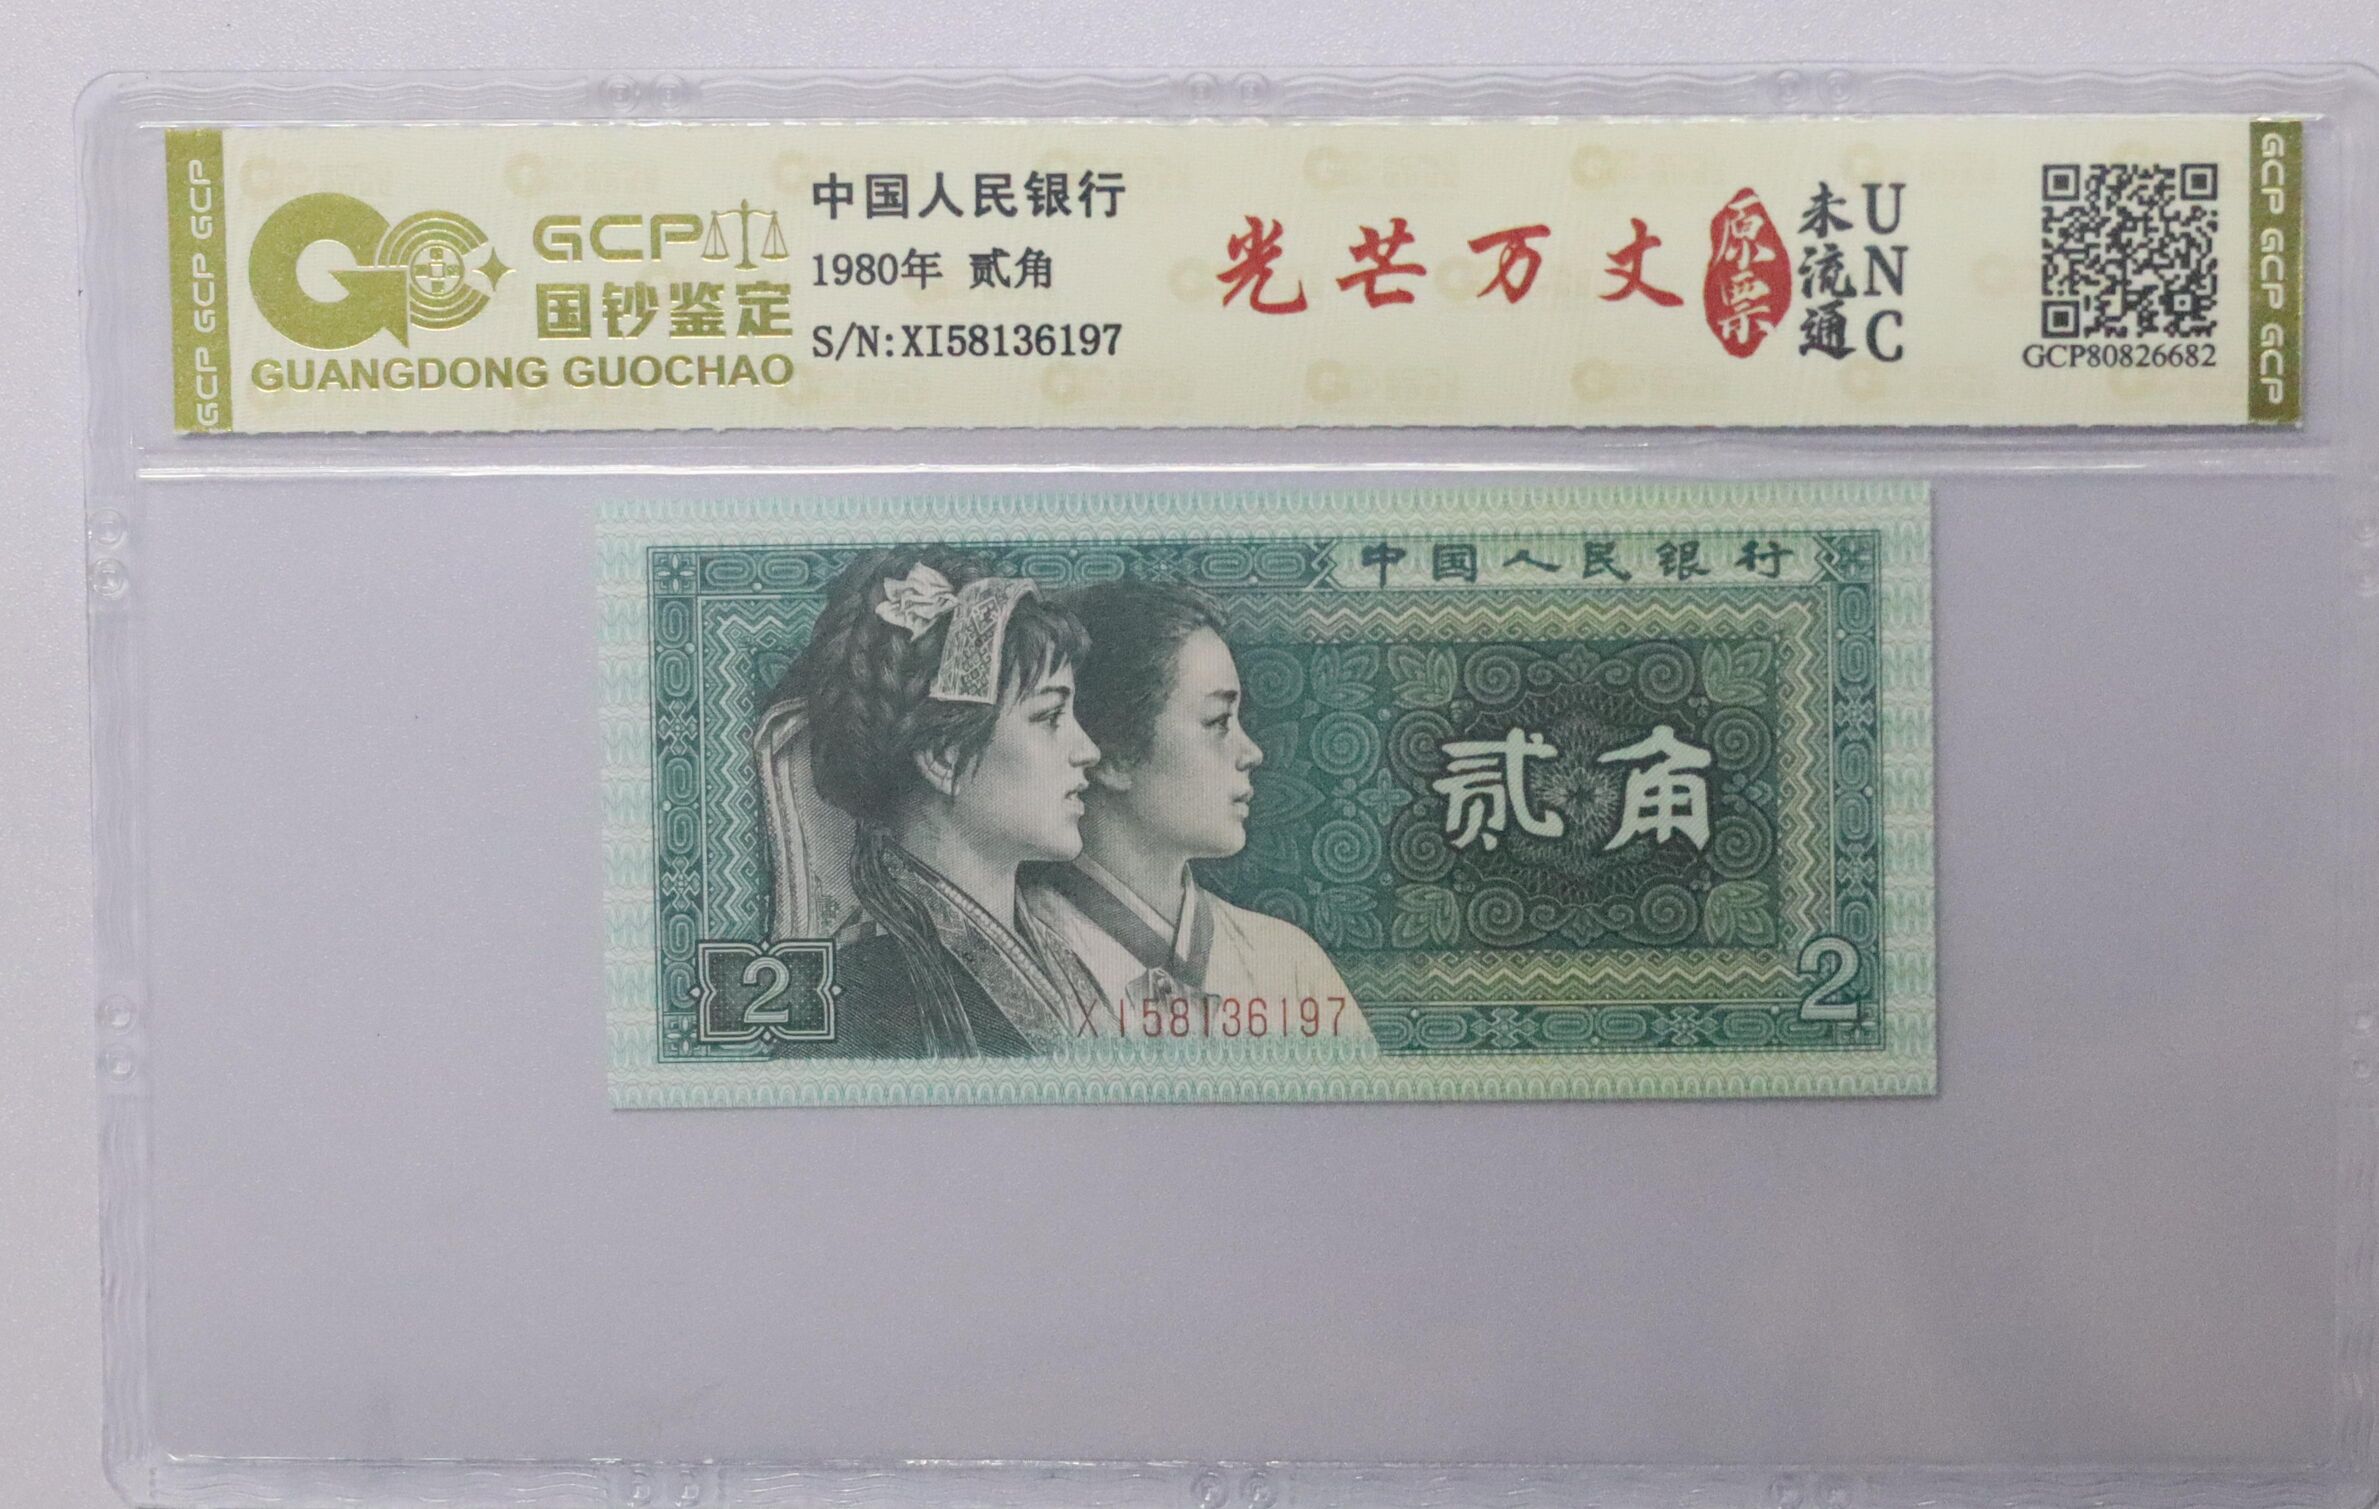 GCP GCP GCP
GCP
国钞鉴定
GUANGDONG GUOCHAO
中国人民银行
1980年 贰角
S/N:XI58136197
光芒万丈
原票
未流通
UNC
GCP80826682
GCP GCP GCP
中国人民银行
贰角
2
2
XI58136197